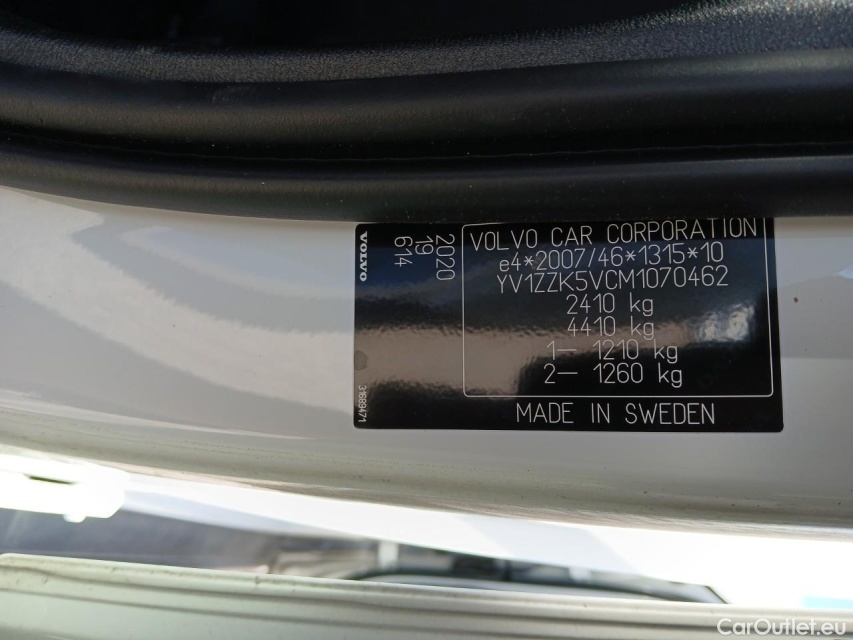 VOLVO CAR CORPORATION
e4*2007/46*1315*10
YV1ZZK5VCM1070462
2410 kg
4410 kg
1– 1210 kg
2– 1260 kg
MADE IN SWEDEN
2020
19
614
VOLVO
31689471
CarOutlet.eu